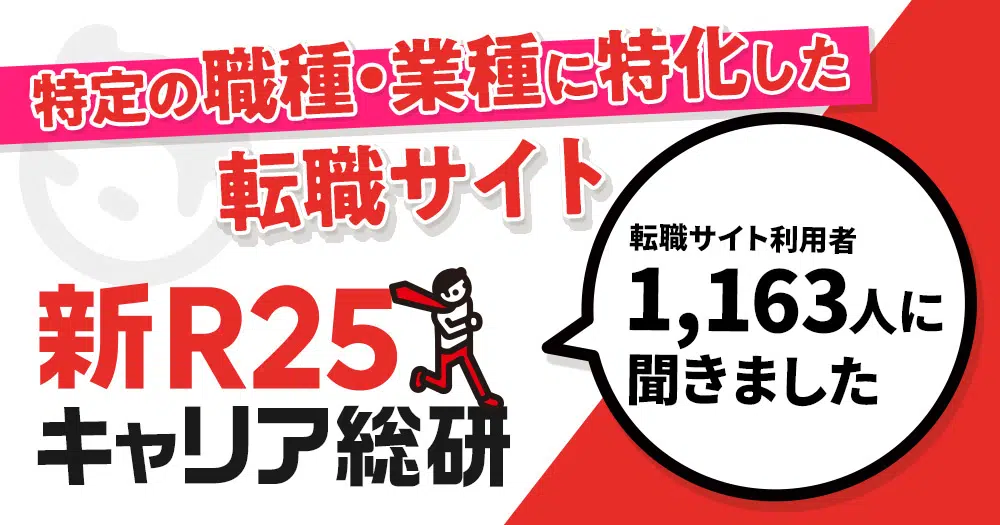 特定の職種・業種に特化した
転職サイト
新R25
キャリア総研
転職サイト利用者
1,163人に
聞きました